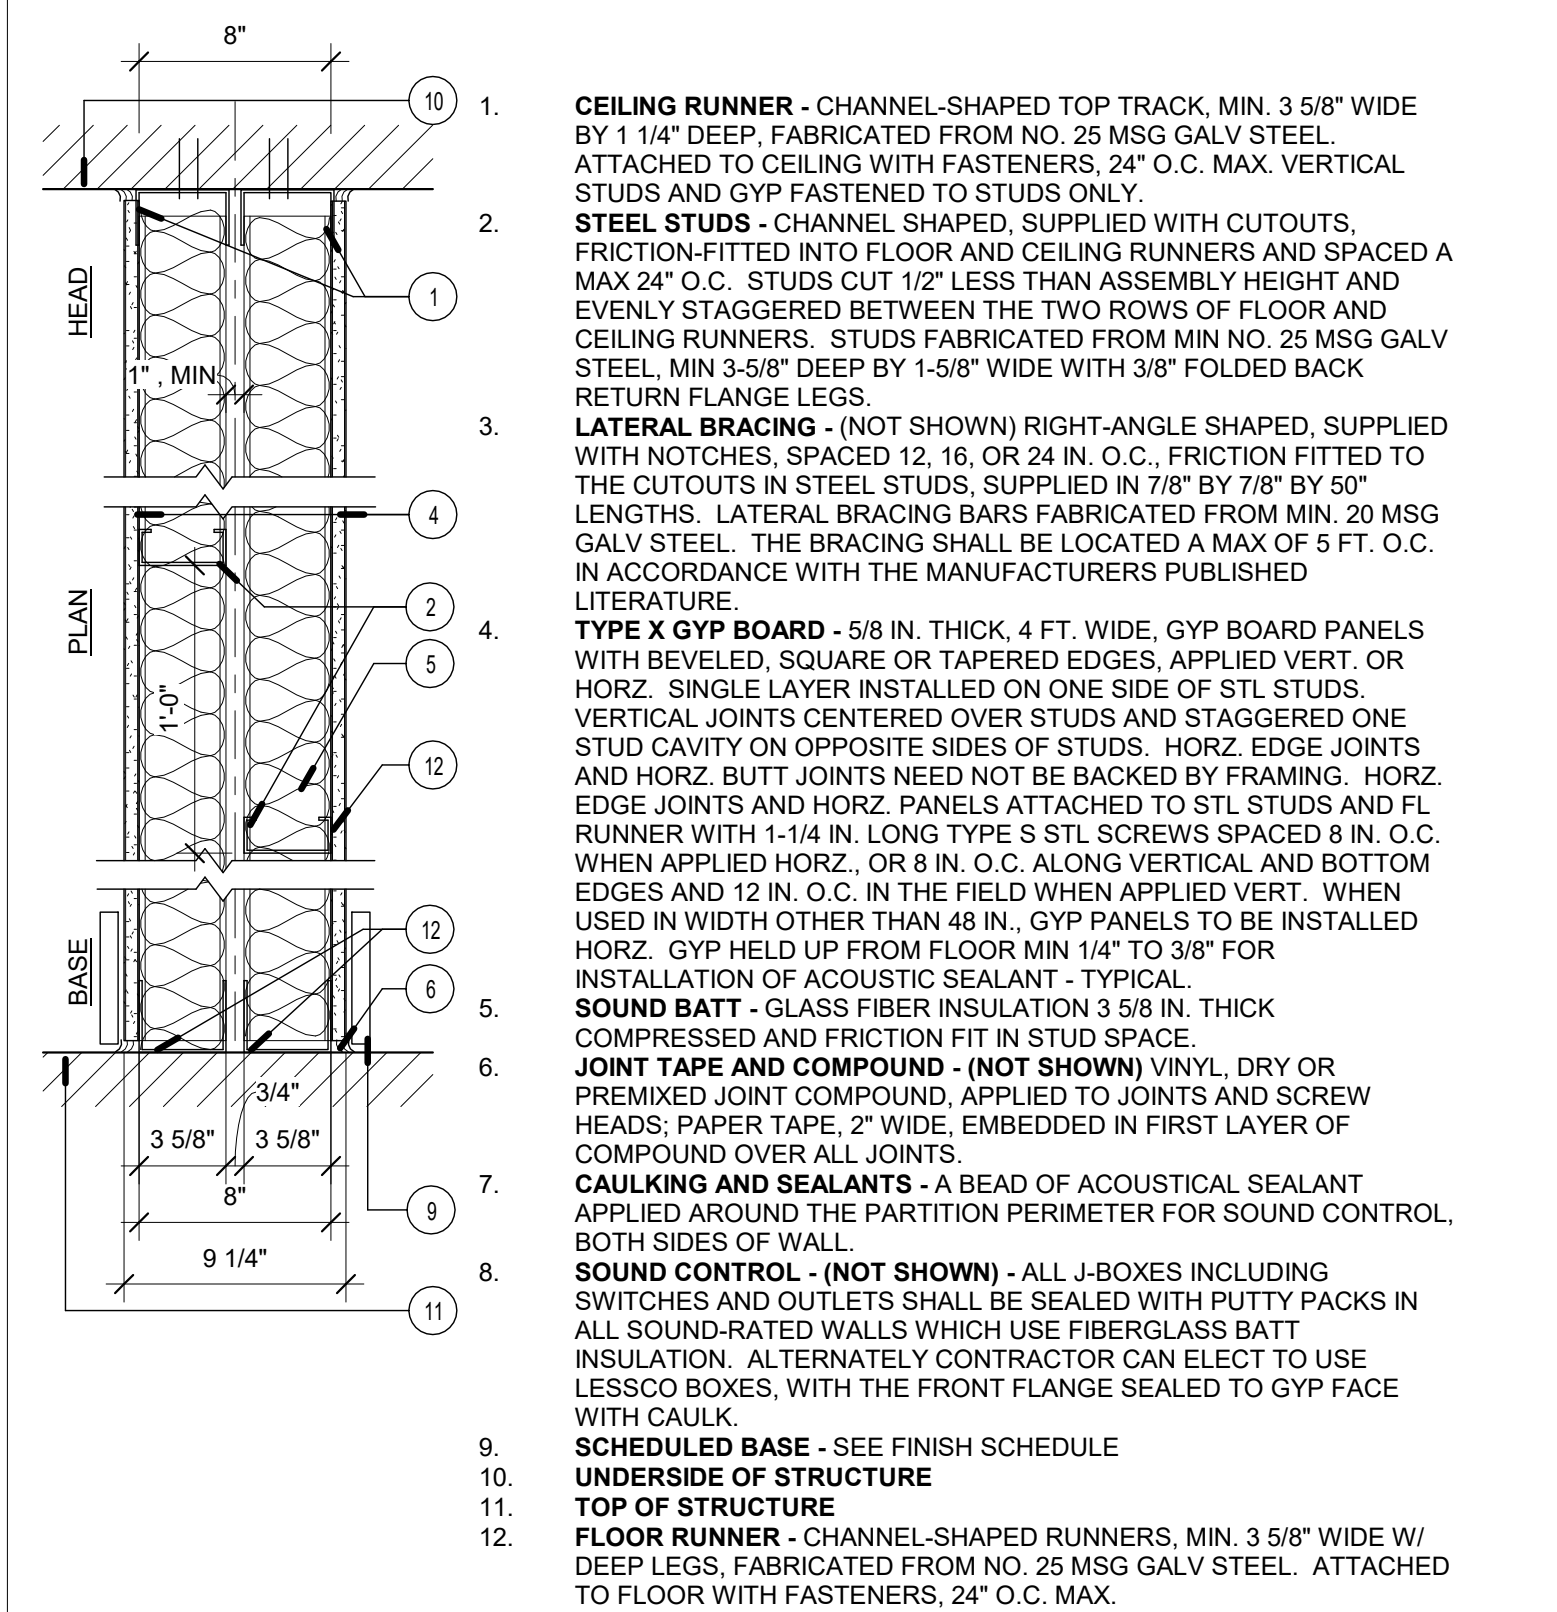 8"
10
HEAD
1
1" , MIN
4
PLAN
2
5
1'-0"
12
BASE
12
6
3/4"
3 5/8"
3 5/8"
8"
9
9 1/4"
11
1. CEILING RUNNER - CHANNEL-SHAPED TOP TRACK, MIN. 3 5/8" WIDE
BY 1 1/4" DEEP, FABRICATED FROM NO. 25 MSG GALV STEEL.
ATTACHED TO CEILING WITH FASTENERS, 24" O.C. MAX. VERTICAL
STUDS AND GYP FASTENED TO STUDS ONLY.
2. STEEL STUDS - CHANNEL SHAPED, SUPPLIED WITH CUTOUTS,
FRICTION-FITTED INTO FLOOR AND CEILING RUNNERS AND SPACED A
MAX 24" O.C. STUDS CUT 1/2" LESS THAN ASSEMBLY HEIGHT AND
EVENLY STAGGERED BETWEEN THE TWO ROWS OF FLOOR AND
CEILING RUNNERS. STUDS FABRICATED FROM MIN NO. 25 MSG GALV
STEEL, MIN 3-5/8" DEEP BY 1-5/8" WIDE WITH 3/8" FOLDED BACK
RETURN FLANGE LEGS.
3. LATERAL BRACING - (NOT SHOWN) RIGHT-ANGLE SHAPED, SUPPLIED
WITH NOTCHES, SPACED 12, 16, OR 24 IN. O.C., FRICTION FITTED TO
THE CUTOUTS IN STEEL STUDS, SUPPLIED IN 7/8" BY 7/8" BY 50"
LENGTHS. LATERAL BRACING BARS FABRICATED FROM MIN. 20 MSG
GALV STEEL. THE BRACING SHALL BE LOCATED A MAX OF 5 FT. O.C.
IN ACCORDANCE WITH THE MANUFACTURERS PUBLISHED
LITERATURE.
4. TYPE X GYP BOARD - 5/8 IN. THICK, 4 FT. WIDE, GYP BOARD PANELS
WITH BEVELED, SQUARE OR TAPERED EDGES, APPLIED VERT. OR
HORZ. SINGLE LAYER INSTALLED ON ONE SIDE OF STL STUDS.
VERTICAL JOINTS CENTERED OVER STUDS AND STAGGERED ONE
STUD CAVITY ON OPPOSITE SIDES OF STUDS. HORZ. EDGE JOINTS
AND HORZ. BUTT JOINTS NEED NOT BE BACKED BY FRAMING. HORZ.
EDGE JOINTS AND HORZ. PANELS ATTACHED TO STL STUDS AND FL
RUNNER WITH 1-1/4 IN. LONG TYPE S STL SCREWS SPACED 8 IN. O.C.
WHEN APPLIED HORZ., OR 8 IN. O.C. ALONG VERTICAL AND BOTTOM
EDGES AND 12 IN. O.C. IN THE FIELD WHEN APPLIED VERT. WHEN
USED IN WIDTH OTHER THAN 48 IN., GYP PANELS TO BE INSTALLED
HORZ. GYP HELD UP FROM FLOOR MIN 1/4" TO 3/8" FOR
INSTALLATION OF ACOUSTIC SEALANT - TYPICAL.
5. SOUND BATT - GLASS FIBER INSULATION 3 5/8 IN. THICK
COMPRESSED AND FRICTION FIT IN STUD SPACE.
6. JOINT TAPE AND COMPOUND - (NOT SHOWN) VINYL, DRY OR
PREMIXED JOINT COMPOUND, APPLIED TO JOINTS AND SCREW
HEADS; PAPER TAPE, 2" WIDE, EMBEDDED IN FIRST LAYER OF
COMPOUND OVER ALL JOINTS.
7. CAULKING AND SEALANTS - A BEAD OF ACOUSTICAL SEALANT
APPLIED AROUND THE PARTITION PERIMETER FOR SOUND CONTROL,
BOTH SIDES OF WALL.
8. SOUND CONTROL - (NOT SHOWN) - ALL J-BOXES INCLUDING
SWITCHES AND OUTLETS SHALL BE SEALED WITH PUTTY PACKS IN
ALL SOUND-RATED WALLS WHICH USE FIBERGLASS BATT
INSULATION. ALTERNATELY CONTRACTOR CAN ELECT TO USE
LESSCO BOXES, WITH THE FRONT FLANGE SEALED TO GYP FACE
WITH CAULK.
9. SCHEDULED BASE - SEE FINISH SCHEDULE
10. UNDERSIDE OF STRUCTURE
11. TOP OF STRUCTURE
12. FLOOR RUNNER - CHANNEL-SHAPED RUNNERS, MIN. 3 5/8" WIDE W/
DEEP LEGS, FABRICATED FROM NO. 25 MSG GALV STEEL. ATTACHED
TO FLOOR WITH FASTENERS, 24" O.C. MAX.